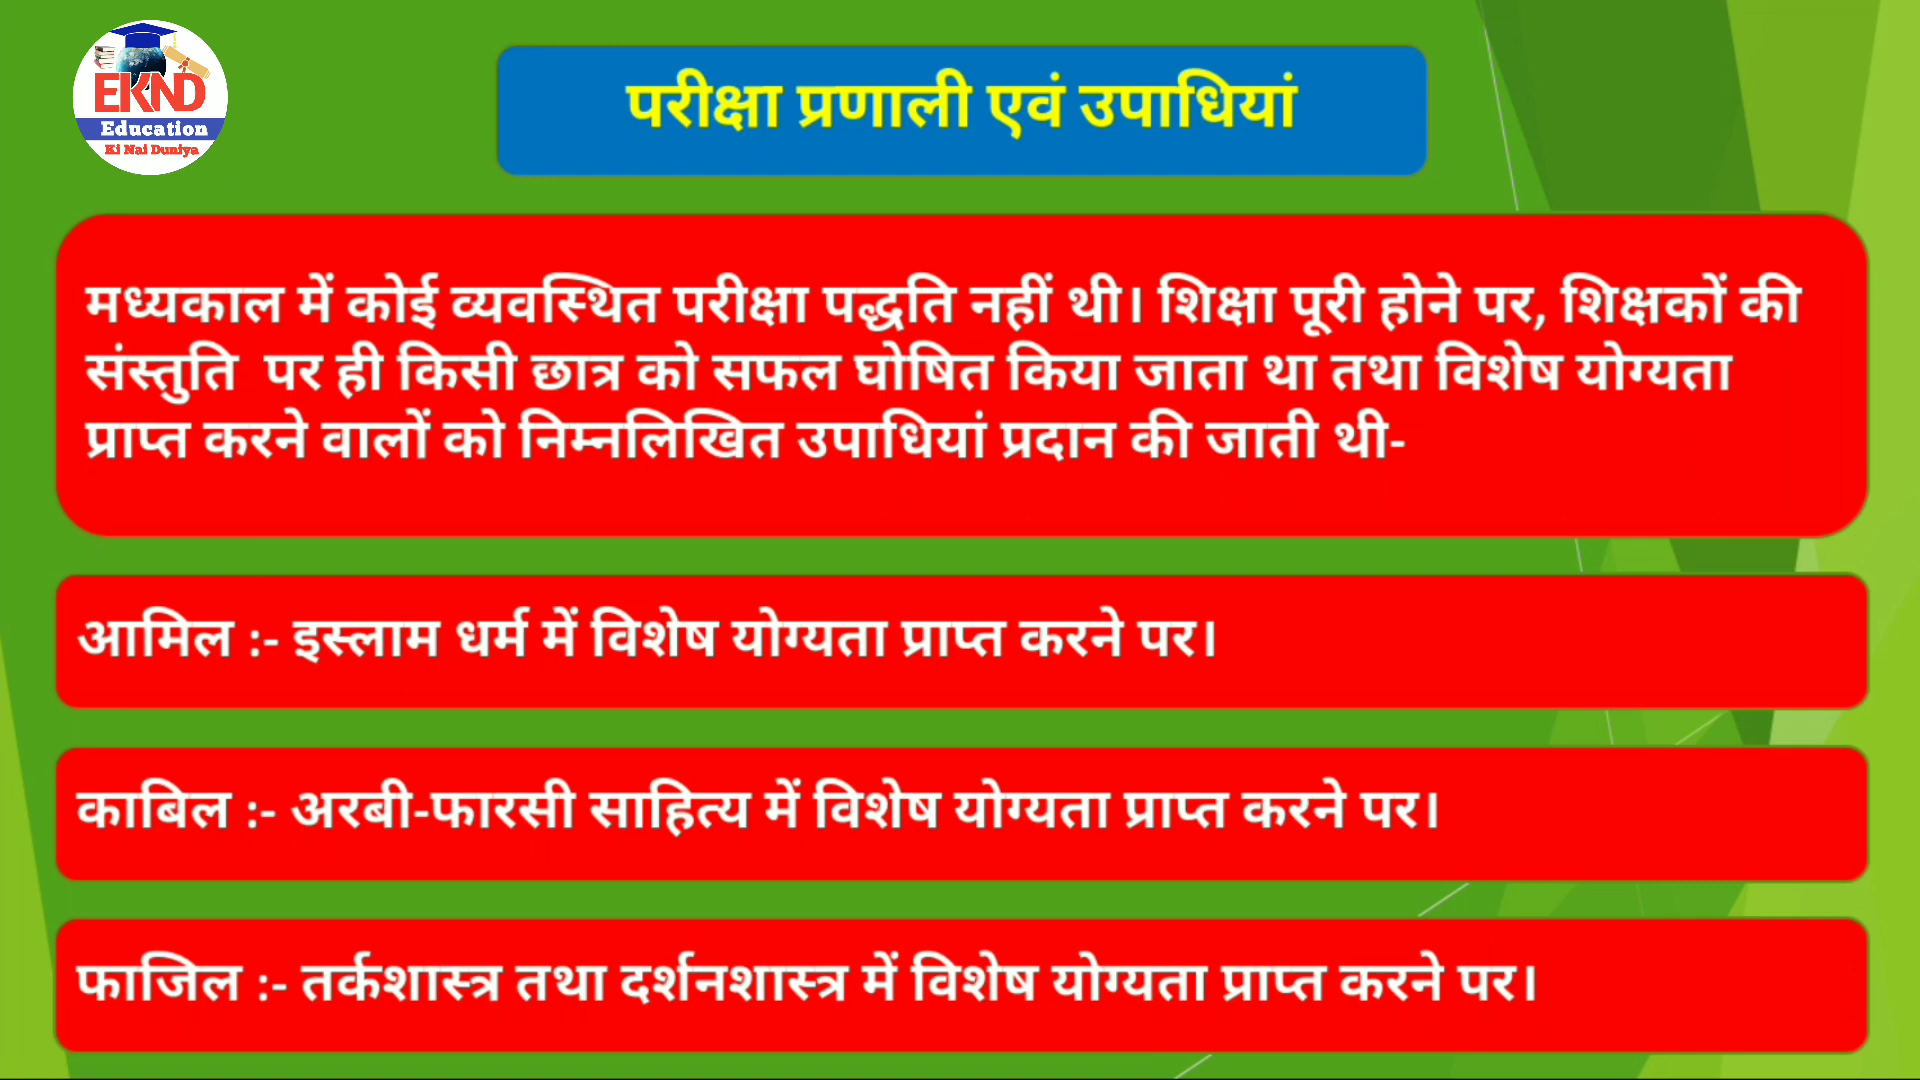 EKND
Education
Ki Nai Duniya
परीक्षा प्रणाली एवं उपाधियां
मध्यकाल में कोई व्यवस्थित परीक्षा पद्धति नहीं थी। शिक्षा पूरी होने पर, शिक्षकों की
संस्तुति पर ही किसी छात्र को सफल घोषित किया जाता था तथा विशेष योग्यता
प्राप्त करने वालों को निम्नलिखित उपाधियां प्रदान की जाती थी-
आमिल :- इस्लाम धर्म में विशेष योग्यता प्राप्त करने पर।
काबिल :- अरबी-फारसी साहित्य में विशेष योग्यता प्राप्त करने पर।
फाजिल :- तर्कशास्त्र तथा दर्शनशास्त्र में विशेष योग्यता प्राप्त करने पर।